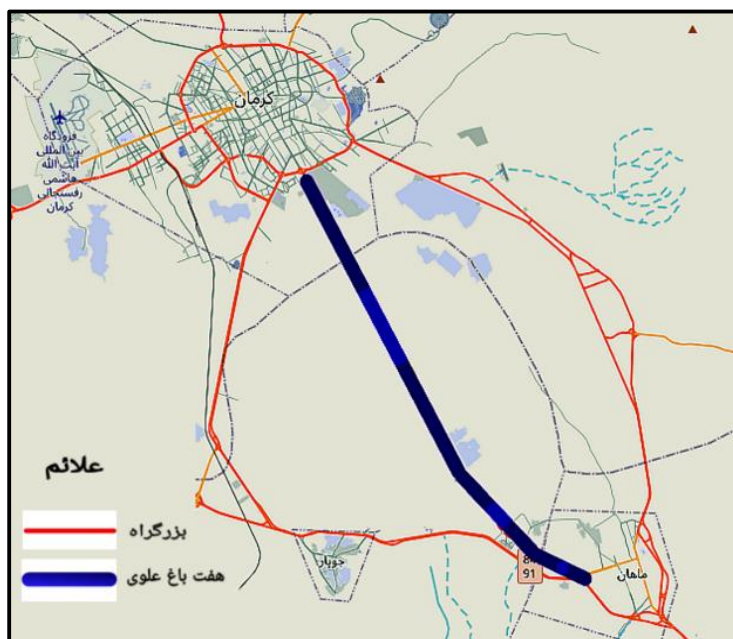 کرمان
فرودگاه
بین المللی
آیت الله
هاشمی
رفسنجانی
کرمان
علائم
بزرگراه
هفت باغ علوی
جوپار
91
ماهان